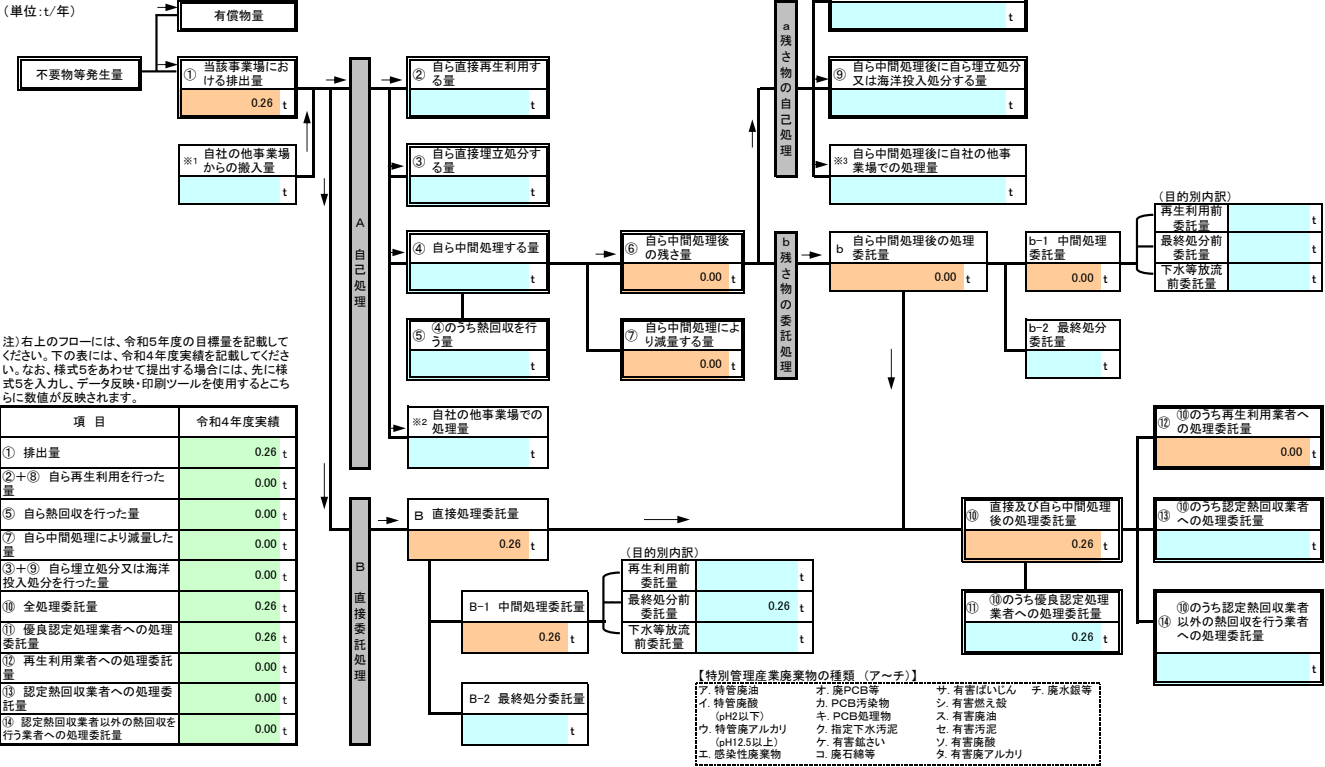 (単位:t/年)
有償物量
不要物等発生量
① 当該事業場にお
ける排出量
0.26 t
※1 自社の他事業場
からの搬入量
t
A 自己処理
② 自ら直接再生利用す
る量
t
③ 自ら直接埋立処分す
る量
t
④ 自ら中間処理する量
t
⑤ ④のうち熱回収を行
う量
t
※2 自社の他事業場での
処理量
t
⑥ 自ら中間処理後
の残さ量
0.00 t
⑦ 自ら中間処理によ
り減量する量
0.00 t
a 残さ物の自己処理
t
⑨ 自ら中間処理後に自ら埋立処分
又は海洋投入処分する量
t
※3 自ら中間処理後に自社の他事
業場での処理量
t
b 残さ物の委託処理
b 自ら中間処理後の処理
委託量
0.00 t
b-1 中間処理
委託量
0.00 t
(目的別内訳)
再生利用前
委託量
t
最終処分前
委託量
t
下水等放流
前委託量
t
b-2 最終処分
委託量
t
注)右上のフローには、令和5年度の目標量を記載して
ください。下の表には、令和4年度実績を記載してくださ
い。なお、様式5をあわせて提出する場合には、先に様
式5を入力し、データ反映・印刷ツールを使用するとこち
らに数値が反映されます。
項 目 令和4年度実績
① 排出量 0.26 t
②+⑧ 自ら再生利用を行った
量 0.00 t
⑤ 自ら熱回収を行った量 0.00 t
⑦ 自ら中間処理により減量した
量 0.00 t
③+⑨ 自ら埋立処分又は海洋
投入処分を行った量 0.00 t
⑩ 全処理委託量 0.26 t
⑪ 優良認定処理業者への処理
委託量 0.26 t
⑫ 再生利用業者への処理委託
量 0.00 t
⑬ 認定熱回収業者への処理委
託量 0.00 t
⑭ 認定熱回収業者以外の熱回収を
行う業者への処理委託量 0.00 t
B 直接委託処理
B 直接処理委託量
0.26 t
B-1 中間処理委託量
0.26 t
(目的別内訳)
再生利用前
委託量
t
最終処分前
委託量
0.26 t
下水等放流
前委託量
t
B-2 最終処分委託量
t
⑩ 直接及び自ら中間処理
後の処理委託量
0.26 t
⑪ ⑩のうち優良認定処理
業者への処理委託量
0.26 t
⑫ ⑩のうち再生利用業者へ
の処理委託量
0.00 t
⑬ ⑩のうち認定熱回収業者
への処理委託量
t
⑭ ⑩のうち認定熱回収業者
以外の熱回収を行う業者
への処理委託量
t
【特別管理産業廃棄物の種類 (ア~チ)】
ア. 特管廃油 オ. 廃PCB等 サ. 有害ばいじん チ. 廃水銀等
イ. 特管廃酸 カ. PCB汚染物 シ. 有害燃え殻
(pH2以下) キ. PCB処理物 ス. 有害廃油
ウ. 特管廃アルカリ ク. 指定下水汚泥 セ. 有害汚泥
(pH12.5以上) ケ. 有害鉱さい ソ. 有害廃酸
エ. 感染性廃棄物 コ. 廃石綿等 タ. 有害廃アルカリ